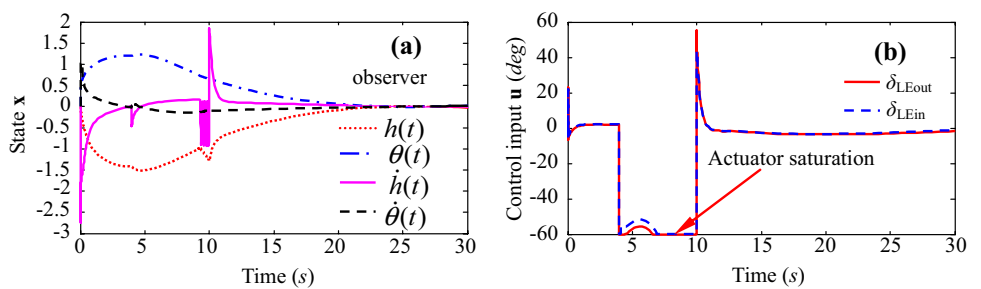 2
1.5
1
0.5
0
-0.5
-1
-1.5
-2
-2.5
-3
State x
(a)
observer
h(t)
θ(t)
ḣ(t)
θ̇(t)
0 5 10 15 20 25 30
Time (s)
60
40
20
0
-20
-40
-60
Control input u (deg)
(b)
δLEout
δLEin
Actuator saturation
0 5 10 15 20 25 30
Time (s)